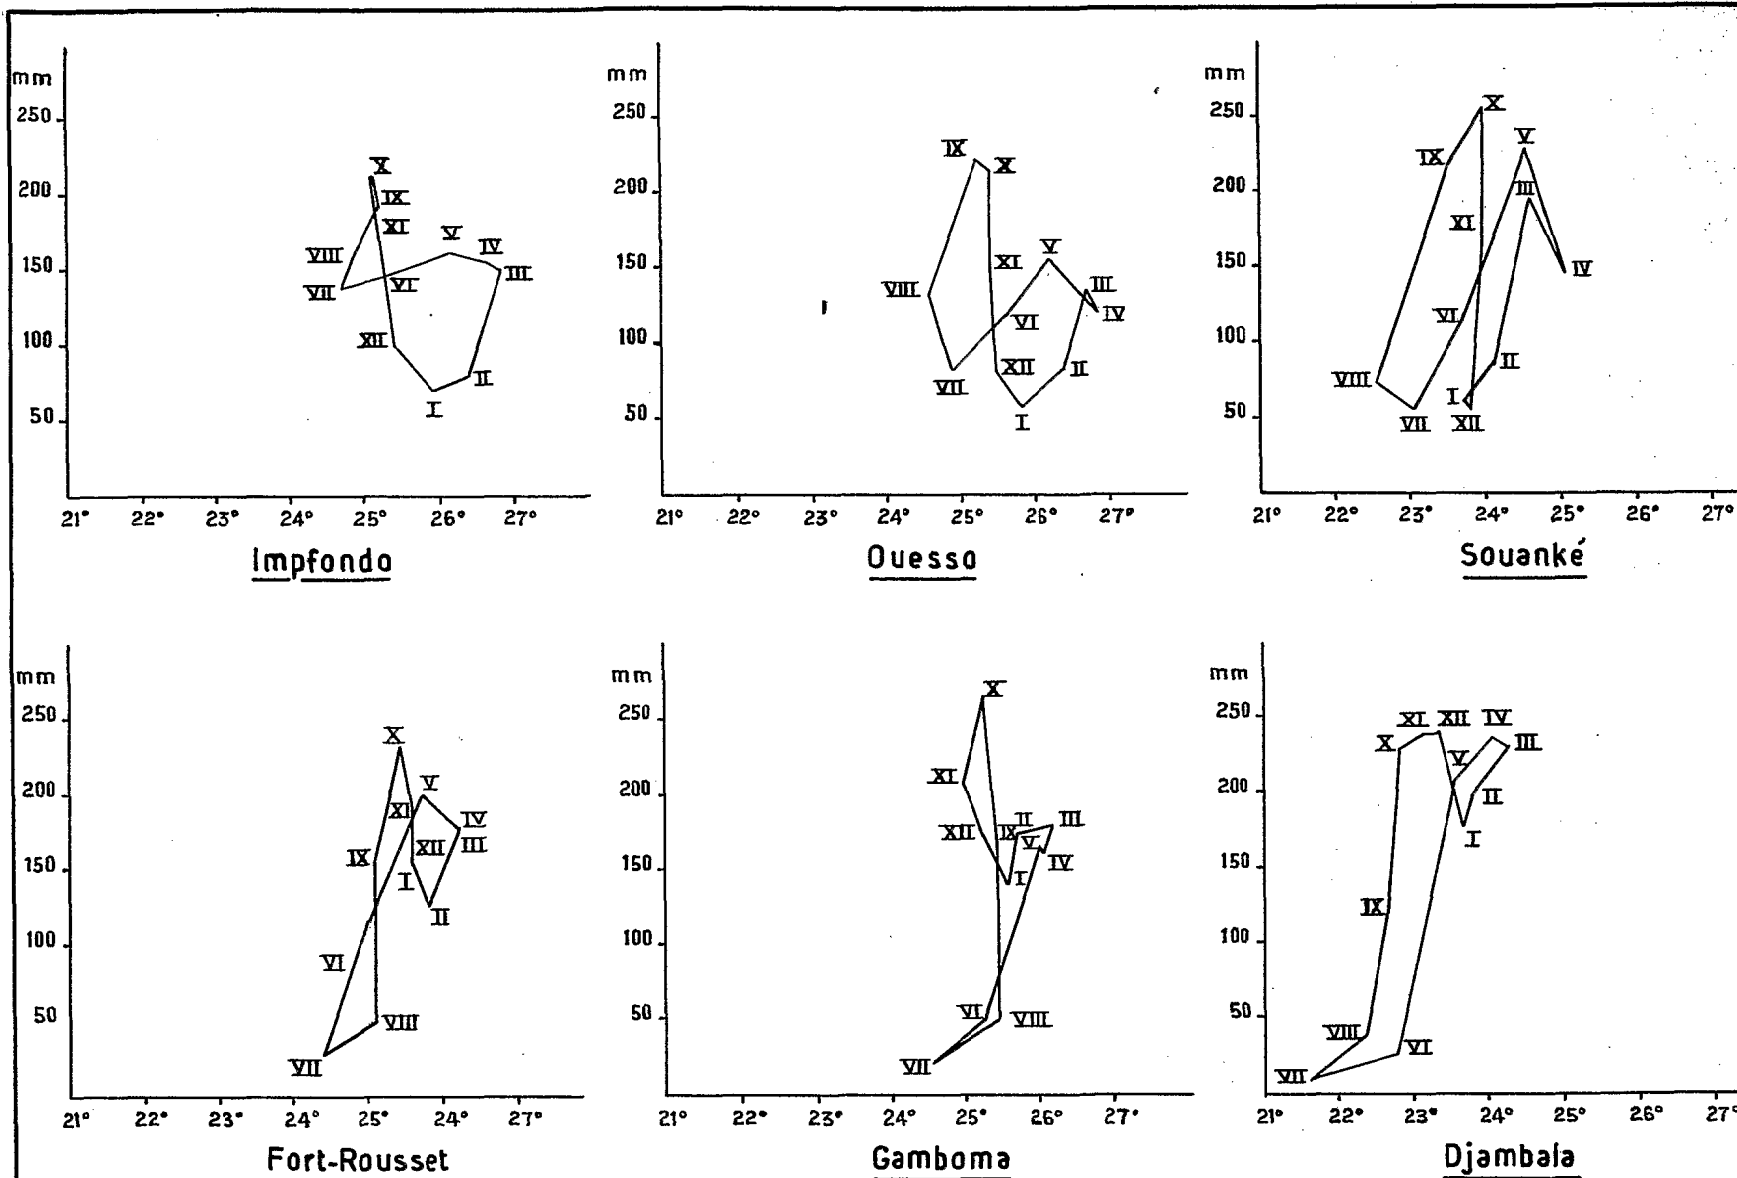 mm
250
200
150
100
50
X
IX
XI
V
IV
VIII
III
VII
VI
XII
II
I
21° 22° 23° 24° 25° 26° 27°
Impfondo
mm
250
200
150
100
50
IX
X
V
XI
III
VIII
IV
VI
VII
XII
II
I
21° 22° 23° 24° 25° 26° 27°
Ouesso
mm
250
200
150
100
50
X
V
IX
III
XI
IV
VI
II
VIII
I
VII
XII
21° 22° 23° 24° 25° 26° 27°
Souanké
mm
250
200
150
100
50
X
V
XI
IV
IX
XII
III
I
II
VI
VIII
VII
21° 22° 23° 24° 25° 24° 27°
Fort-Rousset
mm
250
200
150
100
50
X
XI
XII
IX
II
III
V
IV
I
VI
VIII
VII
21° 22° 23° 24° 25° 26° 27°
Gamboma
mm
250
200
150
100
50
XI
XII
IV
X
V
III
II
I
IX
VIII
VI
VII
21° 22° 23° 24° 25° 26° 27°
Djambala